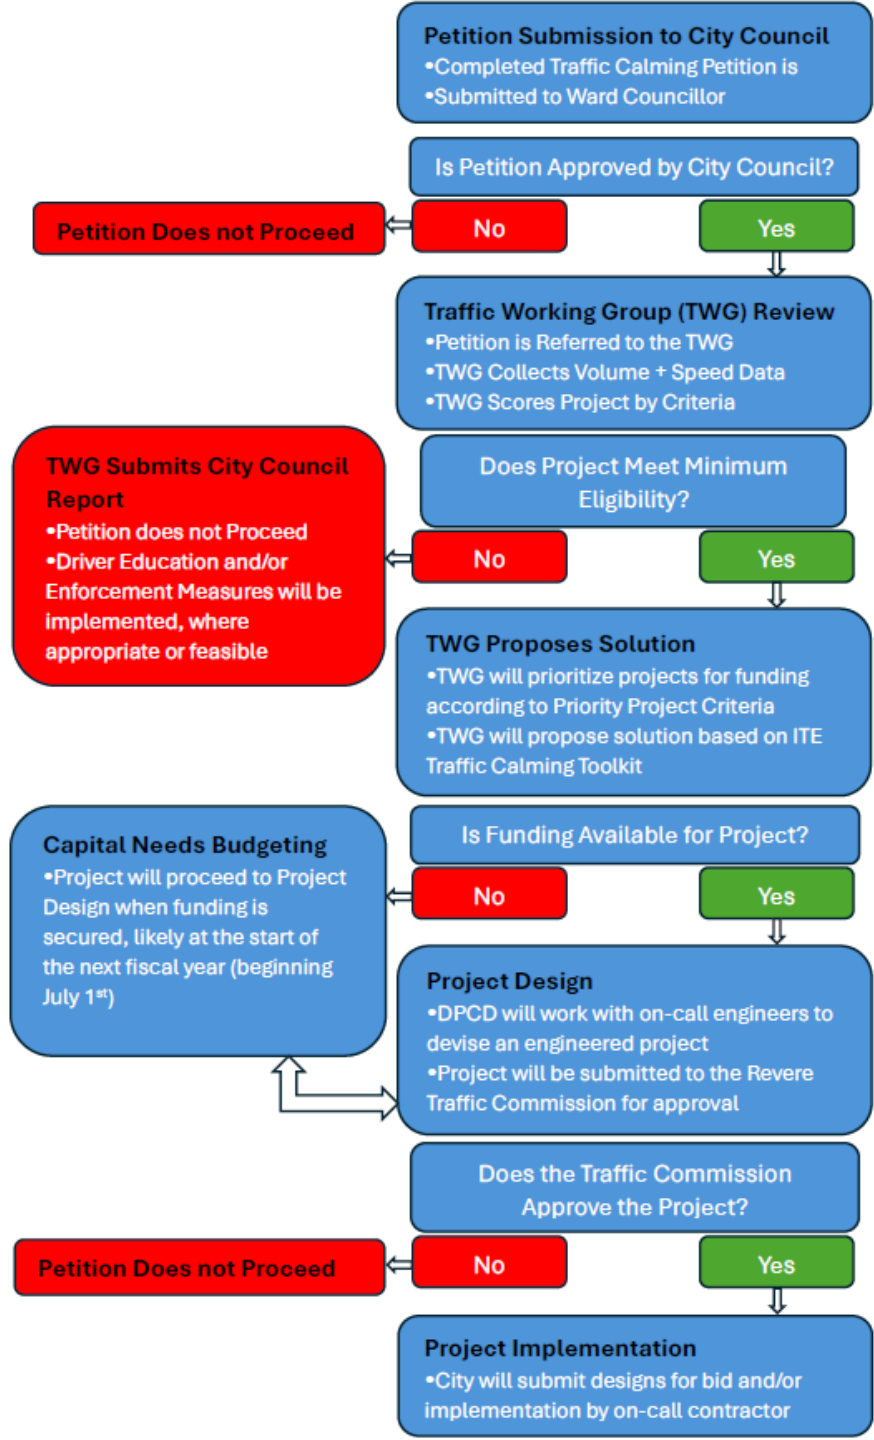 Petition Submission to City Council
•Completed Traffic Calming Petition is
•Submitted to Ward Councillor
Is Petition Approved by City Council?
Petition Does not Proceed
No
Yes
Traffic Working Group (TWG) Review
•Petition is Referred to the TWG
•TWG Collects Volume + Speed Data
•TWG Scores Project by Criteria
Does Project Meet Minimum
Eligibility?
TWG Submits City Council
Report
•Petition does not Proceed
•Driver Education and/or
Enforcement Measures will be
implemented, where
appropriate or feasible
No
Yes
TWG Proposes Solution
•TWG will prioritize projects for funding
according to Priority Project Criteria
•TWG will propose solution based on ITE
Traffic Calming Toolkit
Is Funding Available for Project?
No
Yes
Capital Needs Budgeting
•Project will proceed to Project
Design when funding is
secured, likely at the start of
the next fiscal year (beginning
July 1st)
Project Design
•DPCD will work with on-call engineers to
devise an engineered project
•Project will be submitted to the Revere
Traffic Commission for approval
Does the Traffic Commission
Approve the Project?
Petition Does not Proceed
No
Yes
Project Implementation
•City will submit designs for bid and/or
implementation by on-call contractor